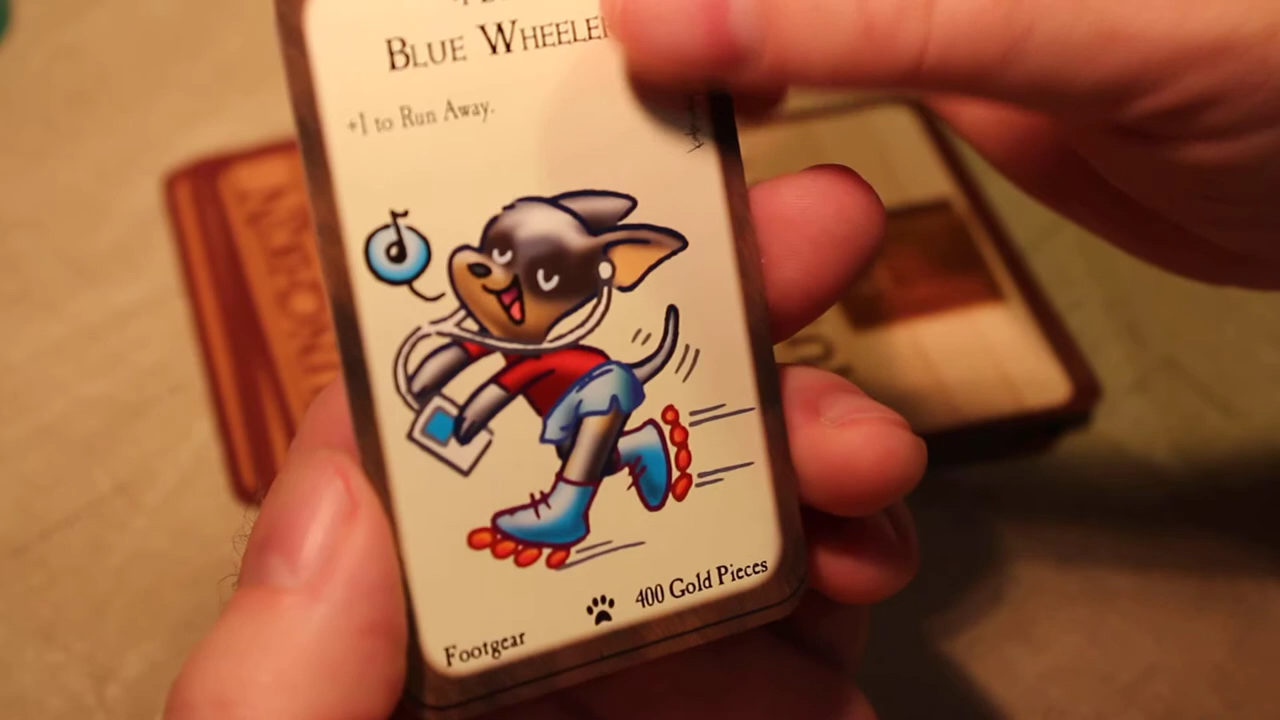 BLUE WHEELER
+1 to Run Away.
400 Gold Pieces
Footgear